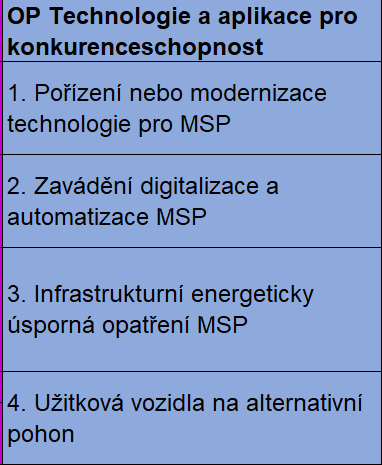 OP Technologie a aplikace pro
konkurenceschopnost
1. Pořízení nebo modernizace
technologie pro MSP
2. Zavádění digitalizace a
automatizace MSP
3. Infrastrukturní energeticky
úsporná opatření MSP
4. Užitková vozidla na alternativní
pohon